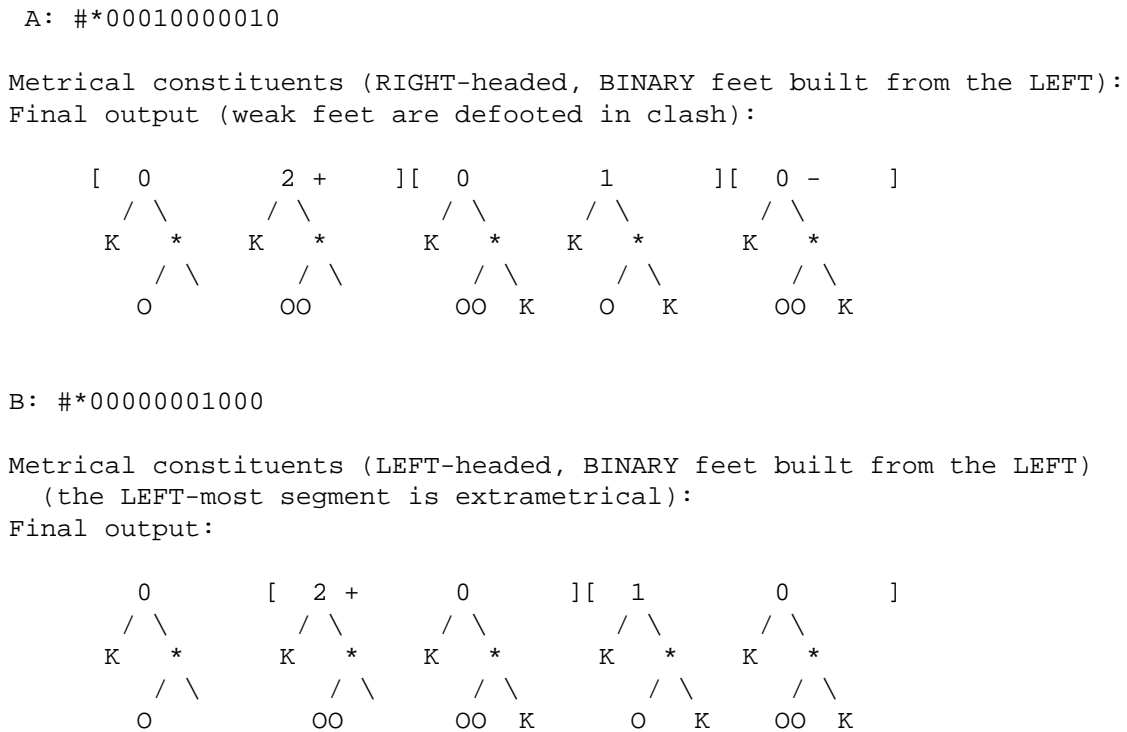 A: #*00010000010
Metrical constituents (RIGHT-headed, BINARY feet built from the LEFT):
Final output (weak feet are defooted in clash):
[  0        2 +    ][  0        1      ][  0 -    ]
  / \      / \        / \      / \        / \
 K   *    K   *      K   *    K   *      K   *
    / \      / \        / \      / \        / \
   O        OO         OO  K    O   K      OO  K
B: #*00000001000
Metrical constituents (LEFT-headed, BINARY feet built from the LEFT)
(the LEFT-most segment is extrametrical):
Final output:
   0       [  2 +      0      ][  1        0      ]
  / \        / \      / \        / \      / \
 K   *      K   *    K   *      K   *    K   *
    / \        / \      / \        / \      / \
   O          OO       OO  K      O   K    OO  K